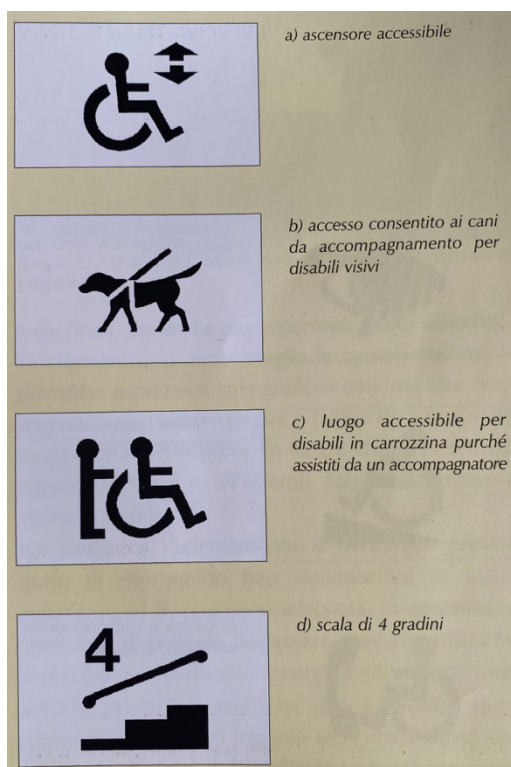 a) ascensore accessibile
b) accesso consentito ai cani
da accompagnamento per
disabili visivi
c) luogo accessibile per
disabili in carrozzina purché
assistiti da un accompagnatore
4
d) scala di 4 gradini